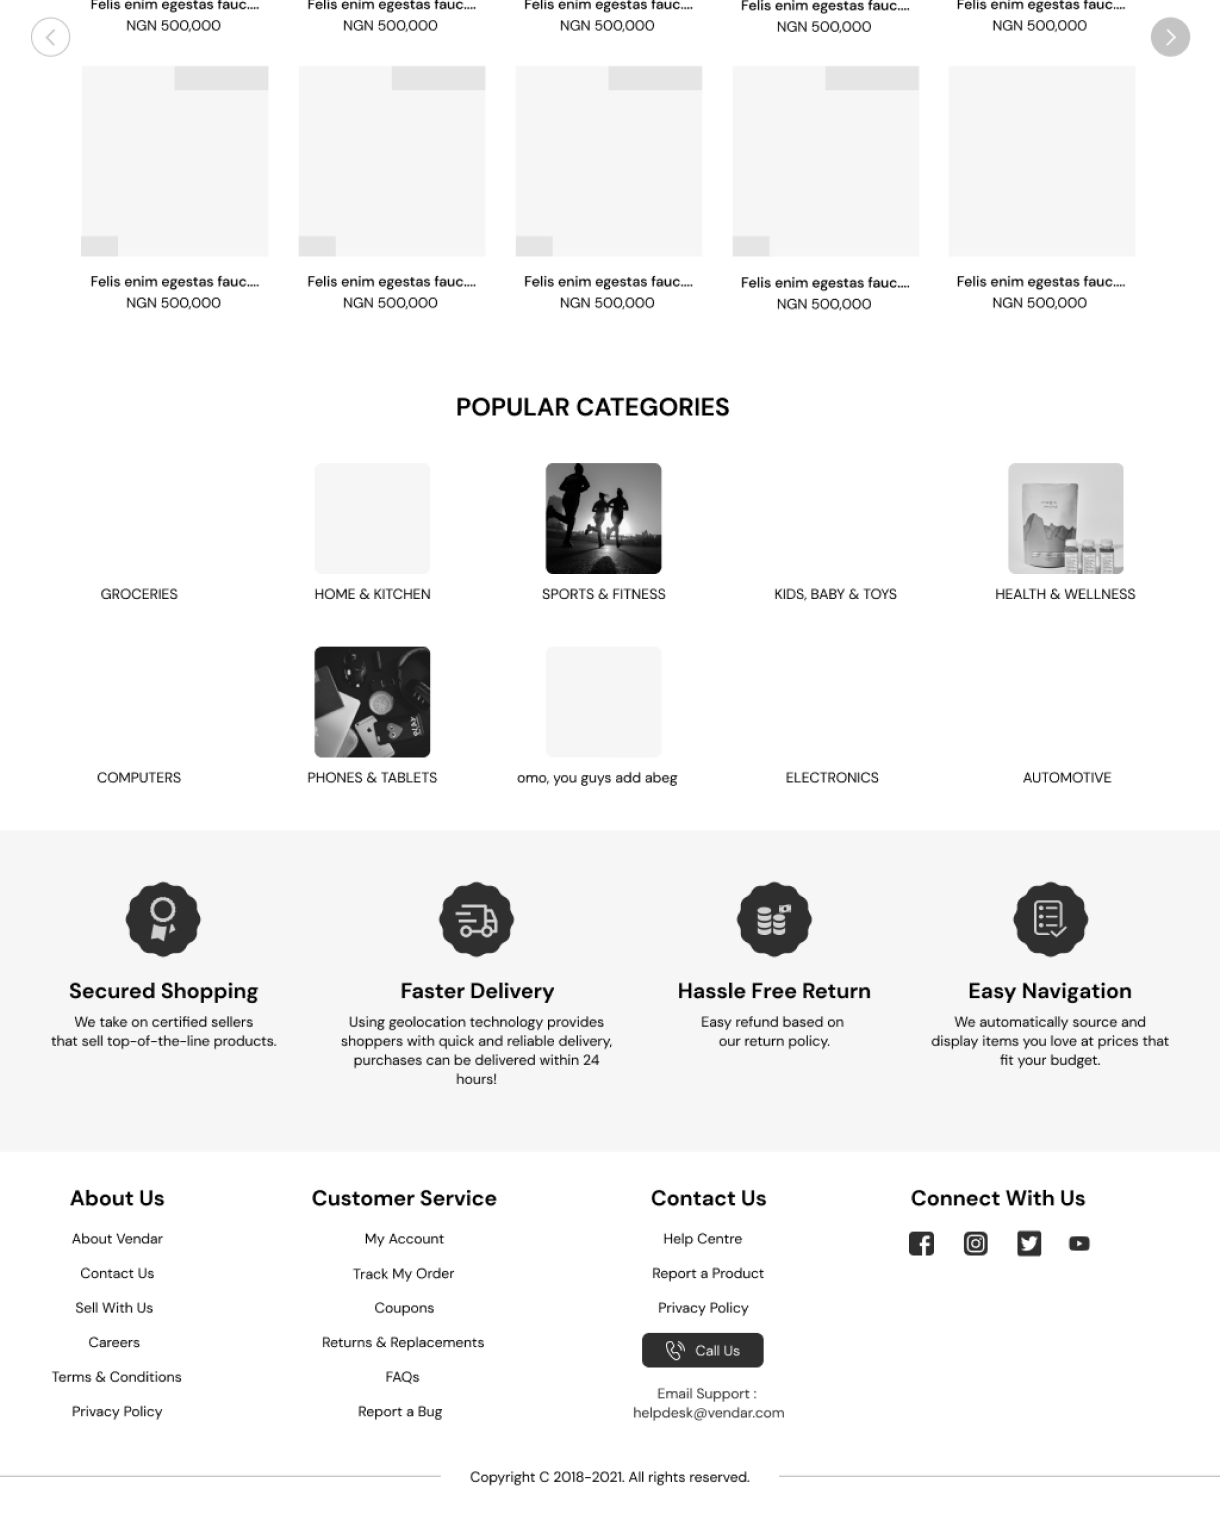 Felis enim egestas fauc.... Felis enim egestas fauc.... Felis enim egestas fauc.... Felis enim egestas fauc.... Felis enim egestas fauc....
NGN 500,000 NGN 500,000 NGN 500,000 NGN 500,000 NGN 500,000
Felis enim egestas fauc.... Felis enim egestas fauc.... Felis enim egestas fauc.... Felis enim egestas fauc.... Felis enim egestas fauc....
NGN 500,000 NGN 500,000 NGN 500,000 NGN 500,000 NGN 500,000
POPULAR CATEGORIES
GROCERIES HOME & KITCHEN SPORTS & FITNESS KIDS, BABY & TOYS HEALTH & WELLNESS
COMPUTERS PHONES & TABLETS omo, you guys add abeg ELECTRONICS AUTOMOTIVE
Secured Shopping
We take on certified sellers
that sell top-of-the-line products.
Faster Delivery
Using geolocation technology provides
shoppers with quick and reliable delivery,
purchases can be delivered within 24
hours!
Hassle Free Return
Easy refund based on
our return policy.
Easy Navigation
We automatically source and
display items you love at prices that
fit your budget.
About Us
About Vendar
Contact Us
Sell With Us
Careers
Terms & Conditions
Privacy Policy
Customer Service
My Account
Track My Order
Coupons
Returns & Replacements
FAQs
Report a Bug
Contact Us
Help Centre
Report a Product
Privacy Policy
Call Us
Email Support :
helpdesk@vendar.com
Connect With Us
Copyright C 2018-2021. All rights reserved.